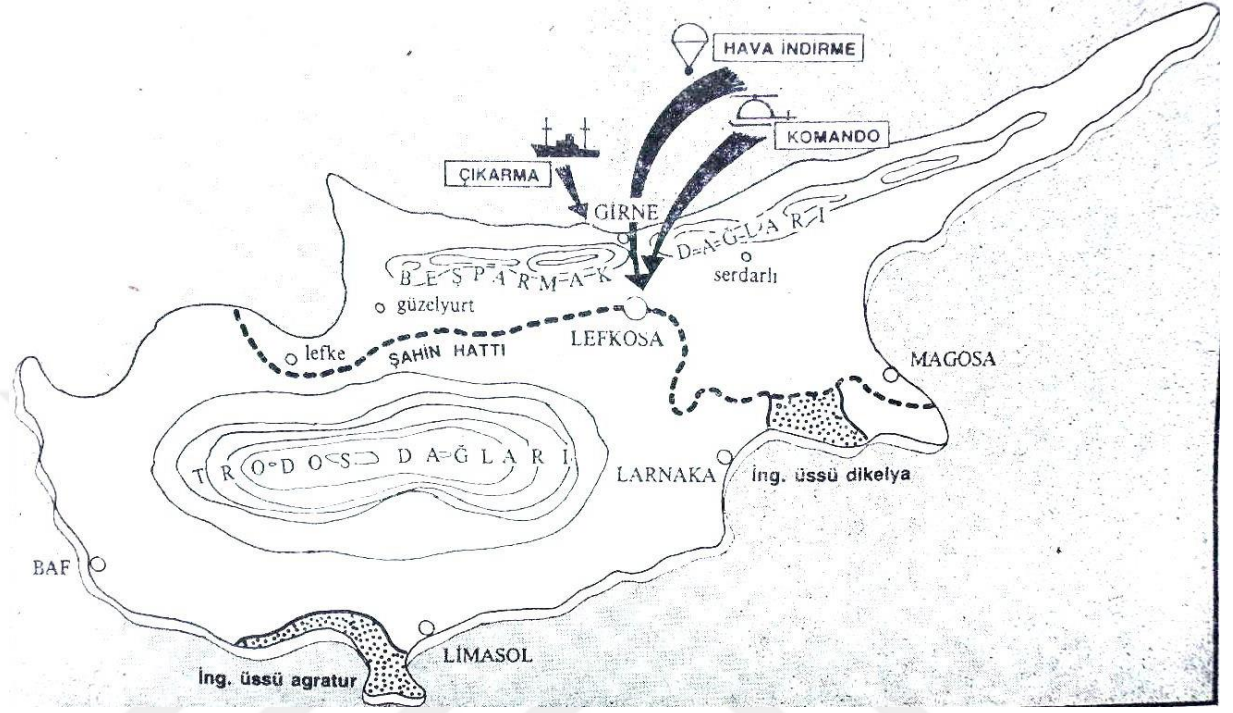 HAVA İNDİRME
KOMANDO
ÇIKARMA
GİRNE
BEŞPARMAK DAĞLARI
serdarlı
güzelyurt
LEFKOSA
lefke
ŞAHİN HATTI
MAGOSA
TRODOS DAĞLARI
LARNAKA
İng. üssü dikelya
BAF
LİMASOL
İng. üssü agratur